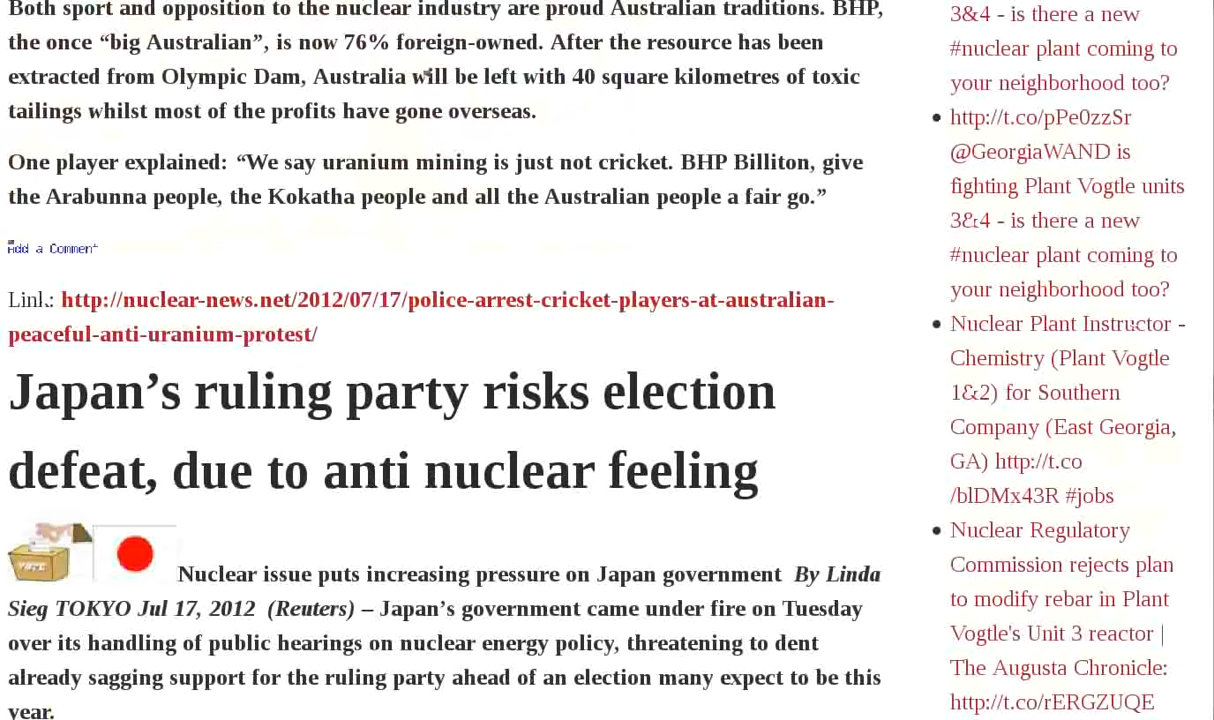 Both sport and opposition to the nuclear industry are proud Australian traditions. BHP,
the once “big Australian”, is now 76% foreign-owned. After the resource has been
extracted from Olympic Dam, Australia will be left with 40 square kilometres of toxic
tailings whilst most of the profits have gone overseas.
One player explained: “We say uranium mining is just not cricket. BHP Billiton, give
the Arabunna people, the Kokatha people and all the Australian people a fair go.”
Add a Comment
Link: http://nuclear-news.net/2012/07/17/police-arrest-cricket-players-at-australian-
peaceful-anti-uranium-protest/
Japan’s ruling party risks election
defeat, due to anti nuclear feeling
VOTE
Nuclear issue puts increasing pressure on Japan government By Linda
Sieg TOKYO Jul 17, 2012 (Reuters) – Japan’s government came under fire on Tuesday
over its handling of public hearings on nuclear energy policy, threatening to dent
already sagging support for the ruling party ahead of an election many expect to be this
year.
3&4 - is there a new
#nuclear plant coming to
your neighborhood too?
http://t.co/pPe0zzSr
@GeorgiaWAND is
fighting Plant Vogtle units
3&4 - is there a new
#nuclear plant coming to
your neighborhood too?
Nuclear Plant Instructor -
Chemistry (Plant Vogtle
1&2) for Southern
Company (East Georgia,
GA) http://t.co
/blDMx43R #jobs
Nuclear Regulatory
Commission rejects plan
to modify rebar in Plant
Vogtle's Unit 3 reactor |
The Augusta Chronicle:
http://t.co/rERGZUQE